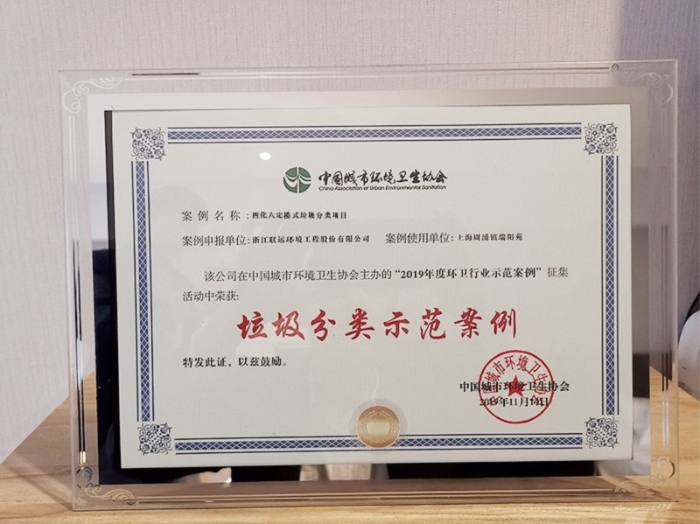 中国城市环境卫生协会
China Association of Urban Environmental Sanitation
案例名称：四化六定模式垃圾分类项目
案例申报单位：浙江联运环境工程股份有限公司 案例使用单位：上海周浦镇瑞阳苑
该公司在中国城市环境卫生协会主办的“2019年度环卫行业示范案例”征集
活动中荣获：
垃圾分类示范案例
特发此证，以兹鼓励。
中国城市环境卫生协会
2019年11月14日